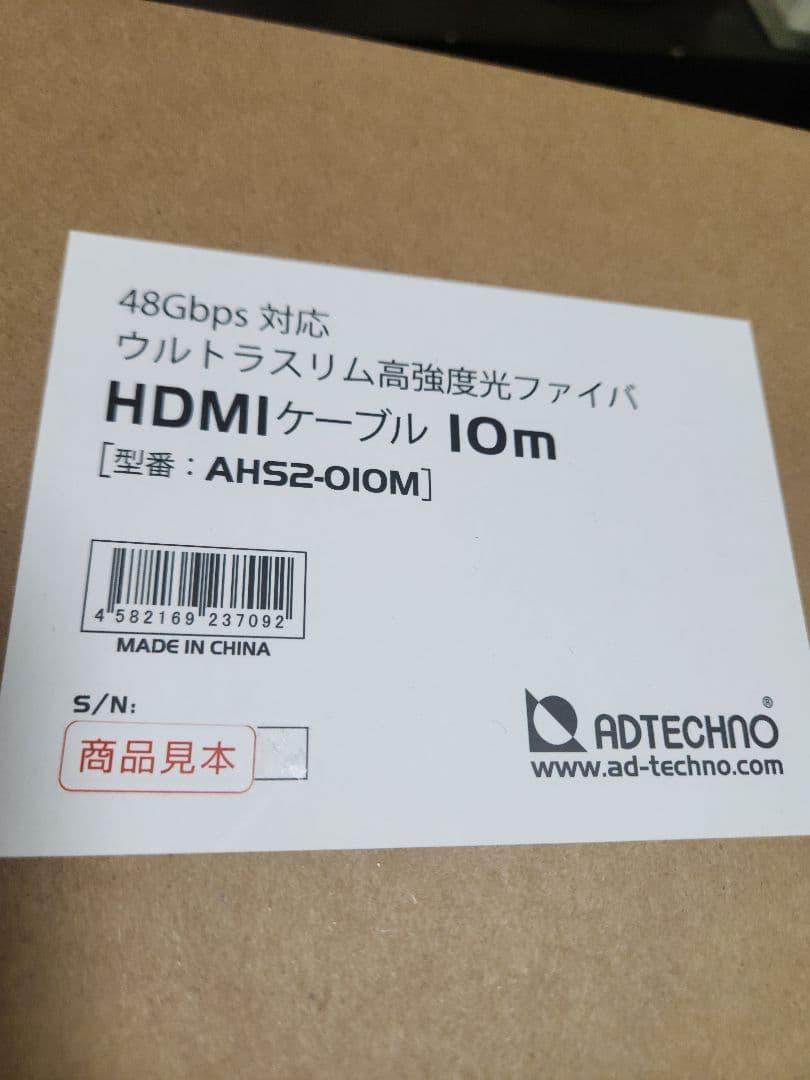 48Gbps 対応
ウルトラスリム高強度光ファイバ
HDMIケーブル 10m
[型番：AHS2-010M]
4 582169 237092
MADE IN CHINA
S/N:
商品見本
ADTECHNO®
www.ad-techno.com